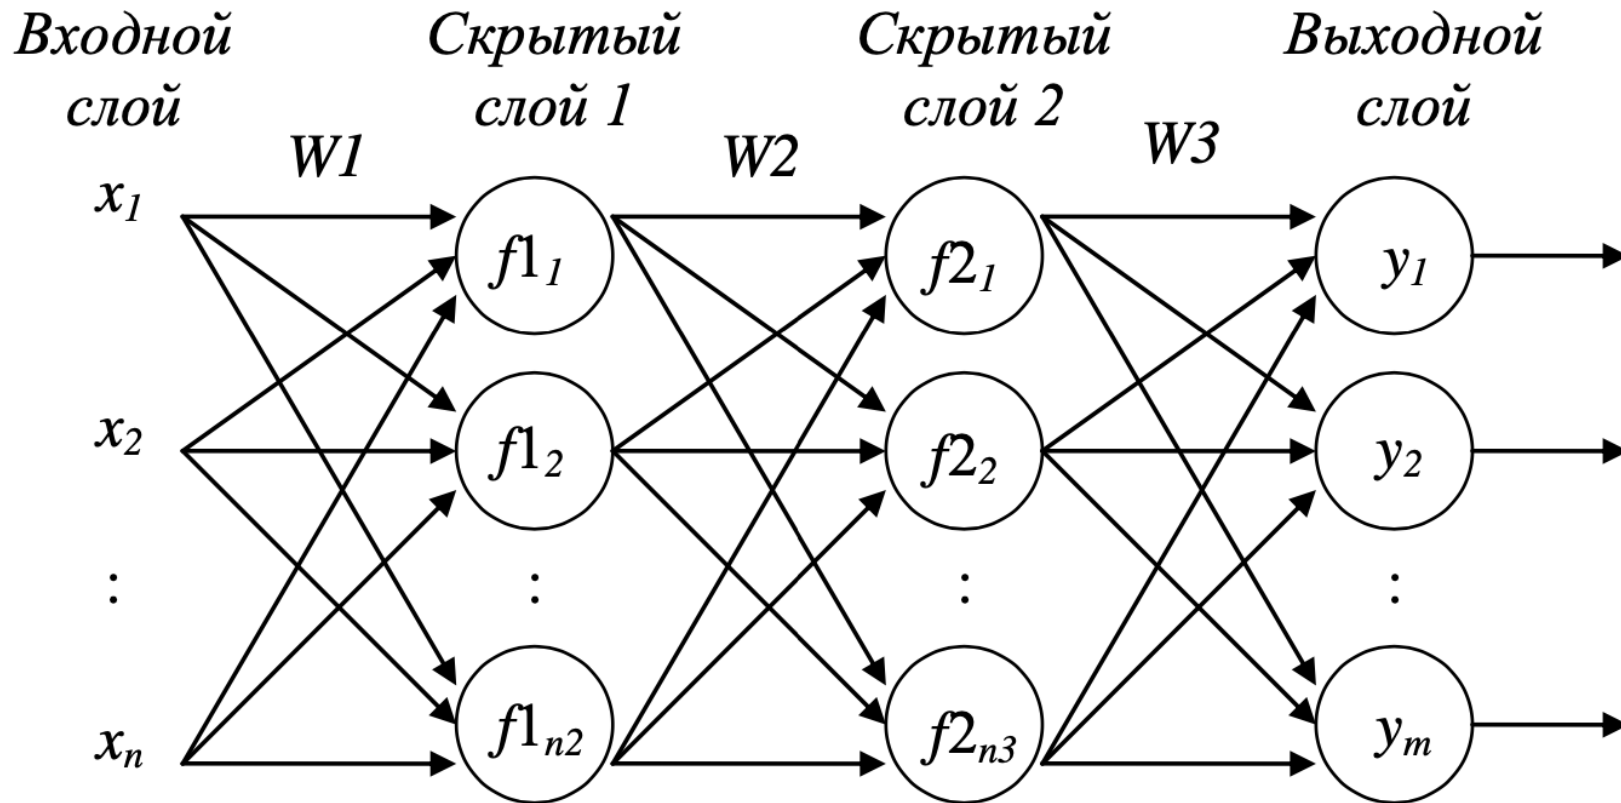 Входной Скрытый Скрытый Выходной
слой слой 1 слой 2 слой
W1 W2 W3
x1 f11 f21 y1
x2 f12 f22 y2
: : : :
xn f1n2 f2n3 ym